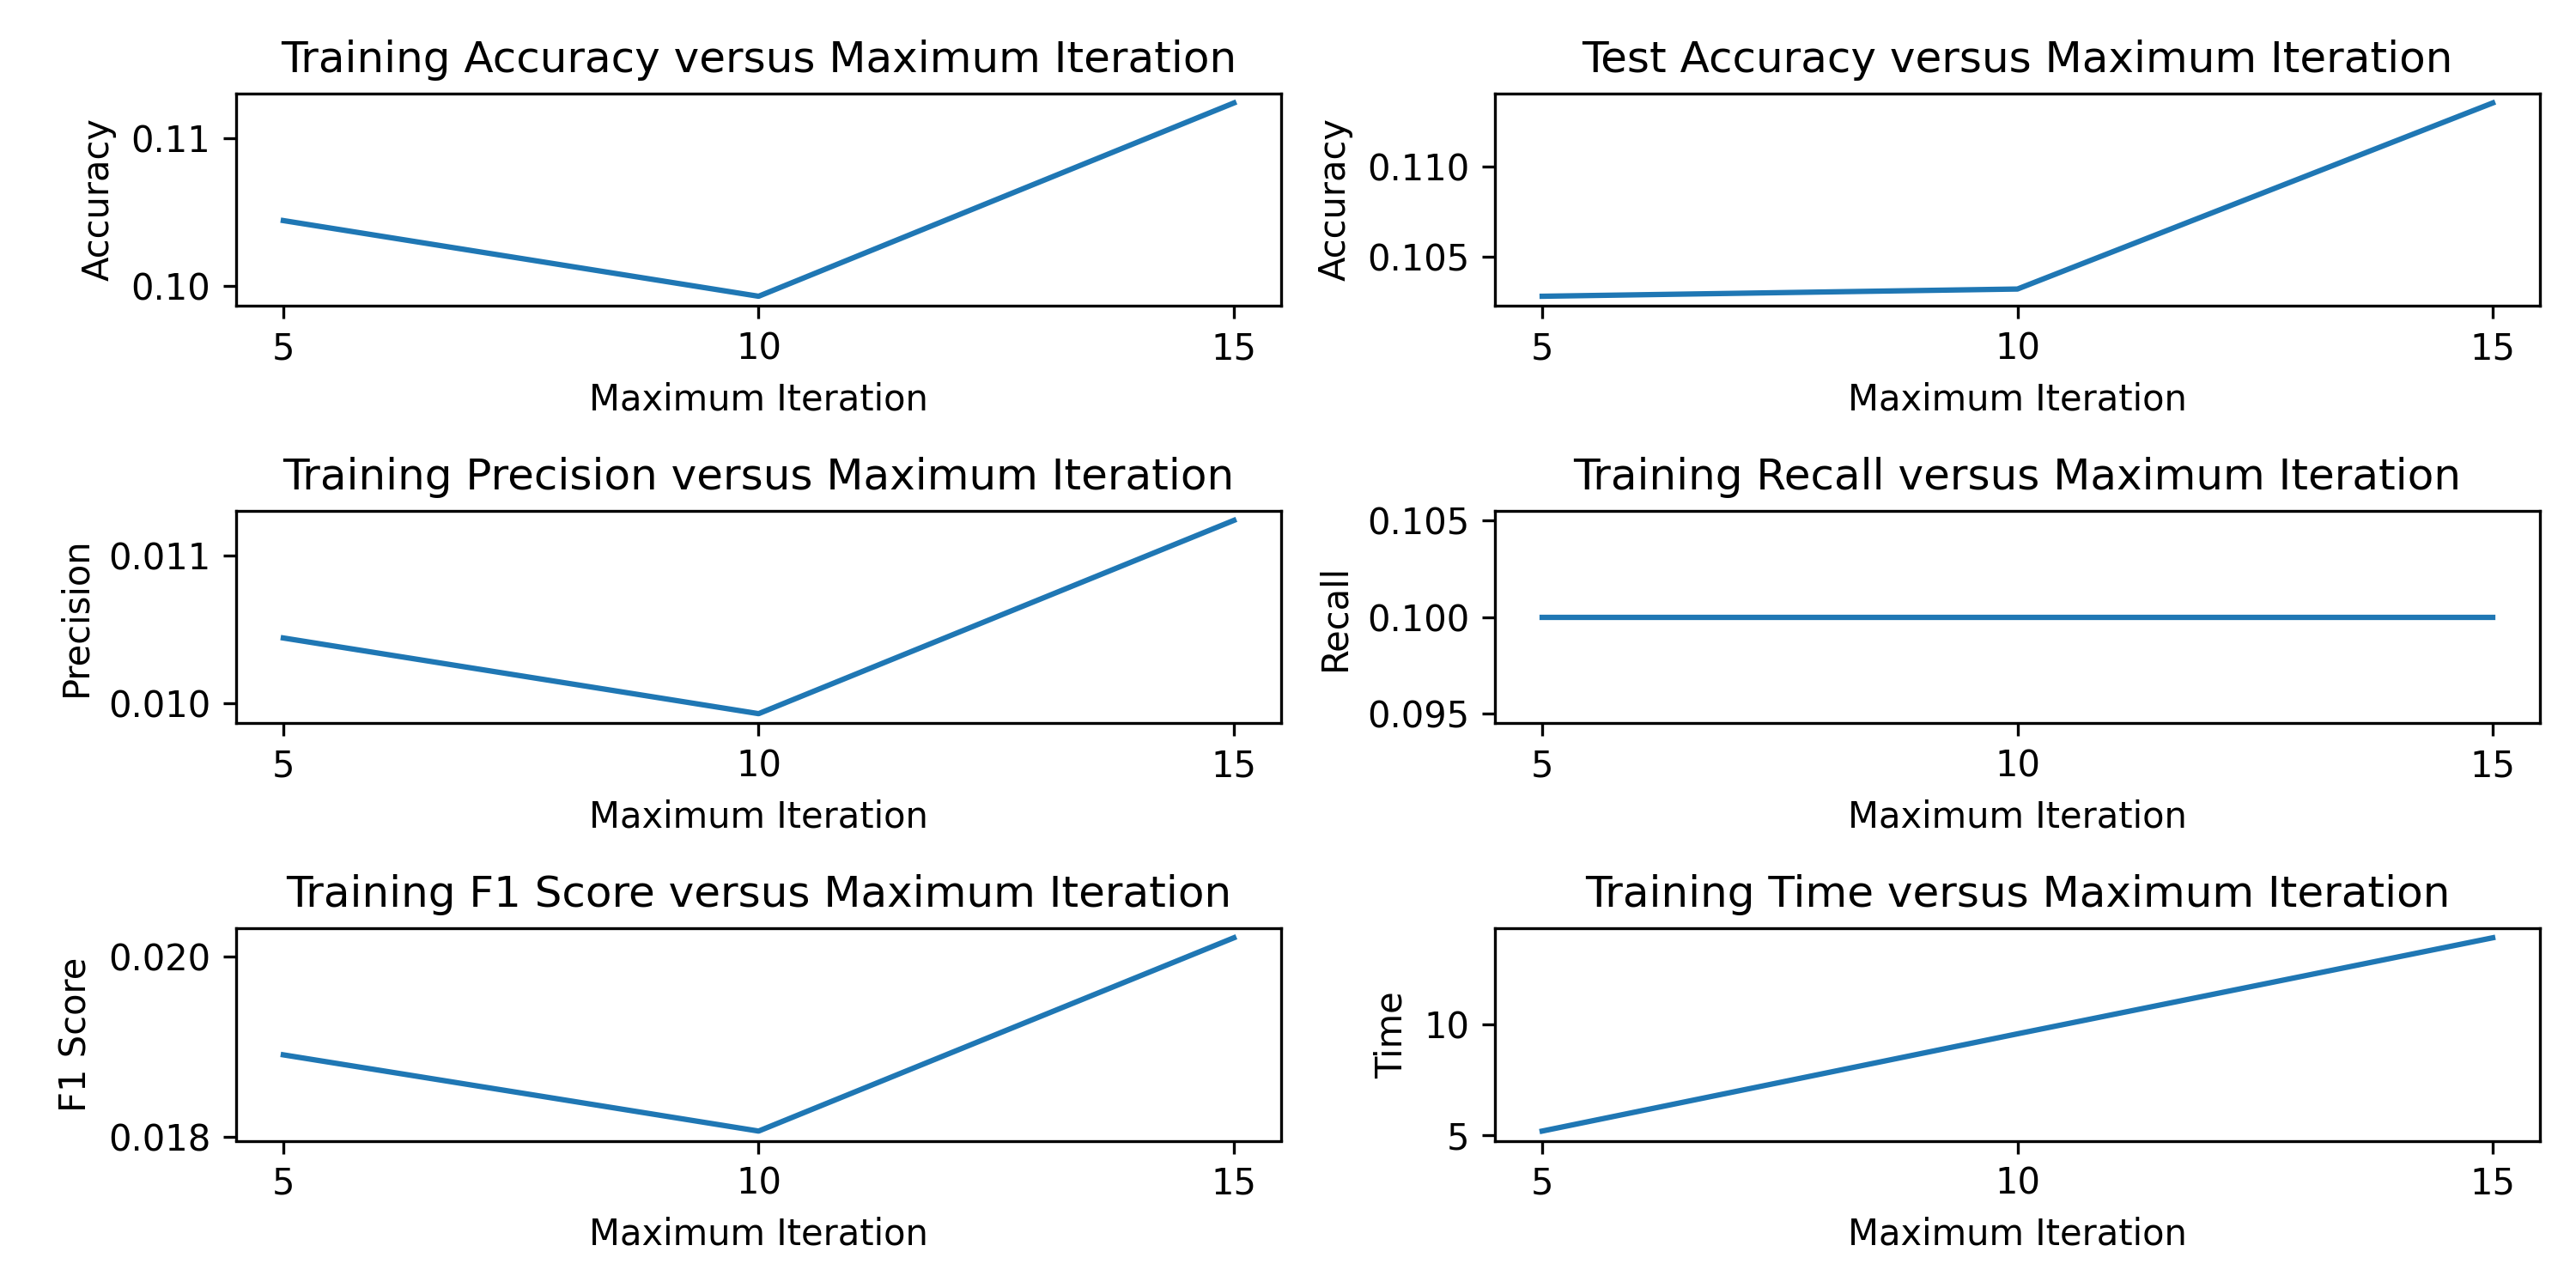 Training Accuracy versus Maximum Iteration
Accuracy
0.11
0.10
5 10 15
Maximum Iteration
Test Accuracy versus Maximum Iteration
Accuracy
0.110
0.105
5 10 15
Maximum Iteration
Training Precision versus Maximum Iteration
Precision
0.011
0.010
5 10 15
Maximum Iteration
Training Recall versus Maximum Iteration
Recall
0.105
0.100
0.095
5 10 15
Maximum Iteration
Training F1 Score versus Maximum Iteration
F1 Score
0.020
0.018
5 10 15
Maximum Iteration
Training Time versus Maximum Iteration
Time
10
5
5 10 15
Maximum Iteration